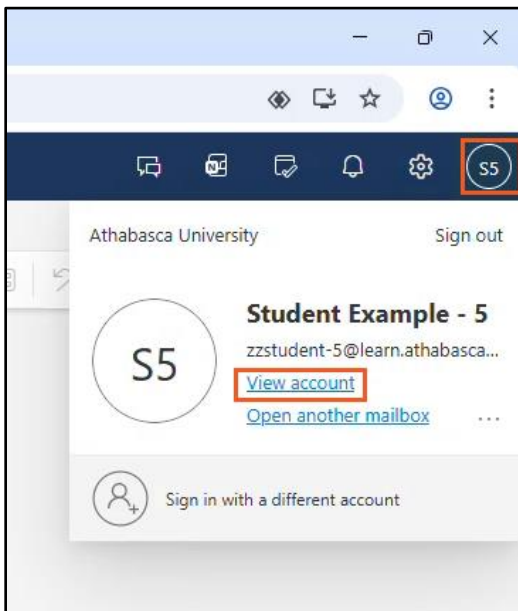 S5
Athabasca University
Sign out
S5
Student Example - 5
zzstudent-5@learn.athabasca...
View account
Open another mailbox
...
Sign in with a different account